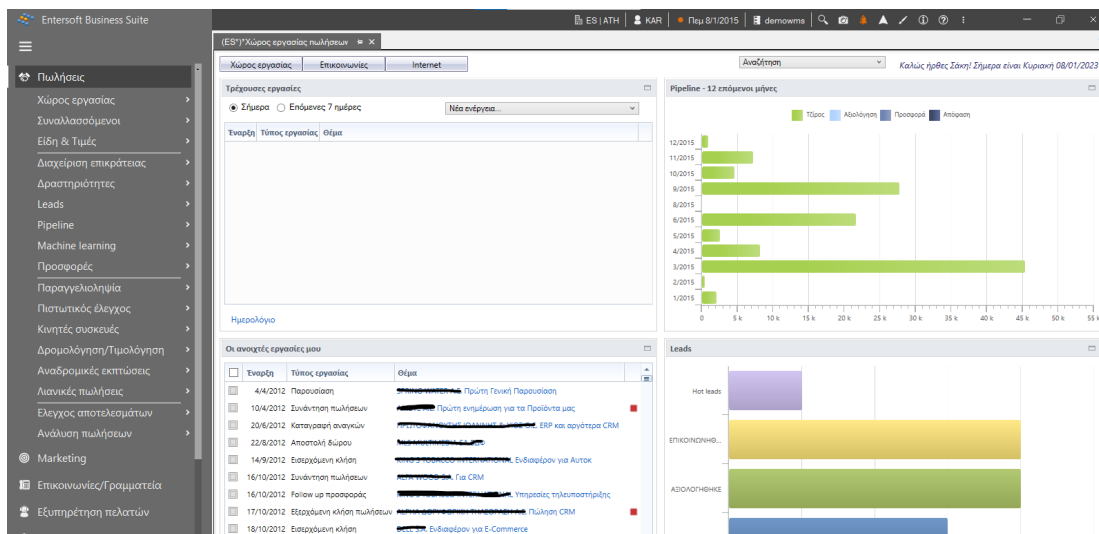 Entersoft Business Suite
ES | ATH KAR Πεμ 8/1/2015 demowms
(ES*)*Χώρος εργασίας πωλήσεων
Χώρος εργασίας Επικοινωνίες Internet
Αναζήτηση
Καλώς ήρθες Σάκη! Σήμερα είναι Κυριακή 08/01/2023
Πωλήσεις
Χώρος εργασίας
Συναλλασσόμενοι
Είδη & Τιμές
Διαχείριση επικράτειας
Δραστηριότητες
Leads
Pipeline
Machine learning
Προσφορές
Παραγγελιοληψία
Πιστωτικός έλεγχος
Κινητές συσκευές
Δρομολόγηση/Τιμολόγηση
Αναδρομικές εκπτώσεις
Λιανικές πωλήσεις
Ελεγχος αποτελεσμάτων
Ανάλυση πωλήσεων
Marketing
Επικοινωνίες/Γραμματεία
Εξυπηρέτηση πελατών
Τρέχουσες εργασίες
Σήμερα Επόμενες 7 ημέρες Νέα ενέργεια...
Έναρξη Τύπος εργασίας Θέμα
Ημερολόγιο
Pipeline - 12 επόμενοι μήνες
Τζίρος Αξιολόγηση Προσφορά Απόφαση
12/2015
11/2015
10/2015
9/2015
8/2015
6/2015
5/2015
4/2015
3/2015
2/2015
1/2015
0 5 k 10 k 15 k 20 k 25 k 30 k 35 k 40 k 45 k 50 k 55 k
Οι ανοιχτές εργασίες μου
Έναρξη Τύπος εργασίας Θέμα
4/4/2012 Παρουσίαση Πρώτη Γενική Παρουσίαση
10/4/2012 Συνάντηση πωλήσεων Πρώτη ενημέρωση για τα Προϊόντα μας
20/6/2012 Καταγραφή αναγκών ERP και αργότερα CRM
22/8/2012 Αποστολή δώρου
14/9/2012 Εισερχόμενη κλήση Ενδιαφέρον για Αυτοκ
16/10/2012 Συνάντηση πωλήσεων Για CRM
16/10/2012 Follow up προσφοράς Υπηρεσίες τηλευποστήριξης
17/10/2012 Εξερχόμενη κλήση πωλήσεων Πώληση CRM
18/10/2012 Εισερχόμενη κλήση Ενδιαφέρον για E-Commerce
Leads
Hot leads
ΕΠΙΚΟΙΝΩΝΗΘ...
ΑΞΙΟΛΟΓΗΘΗΚΕ